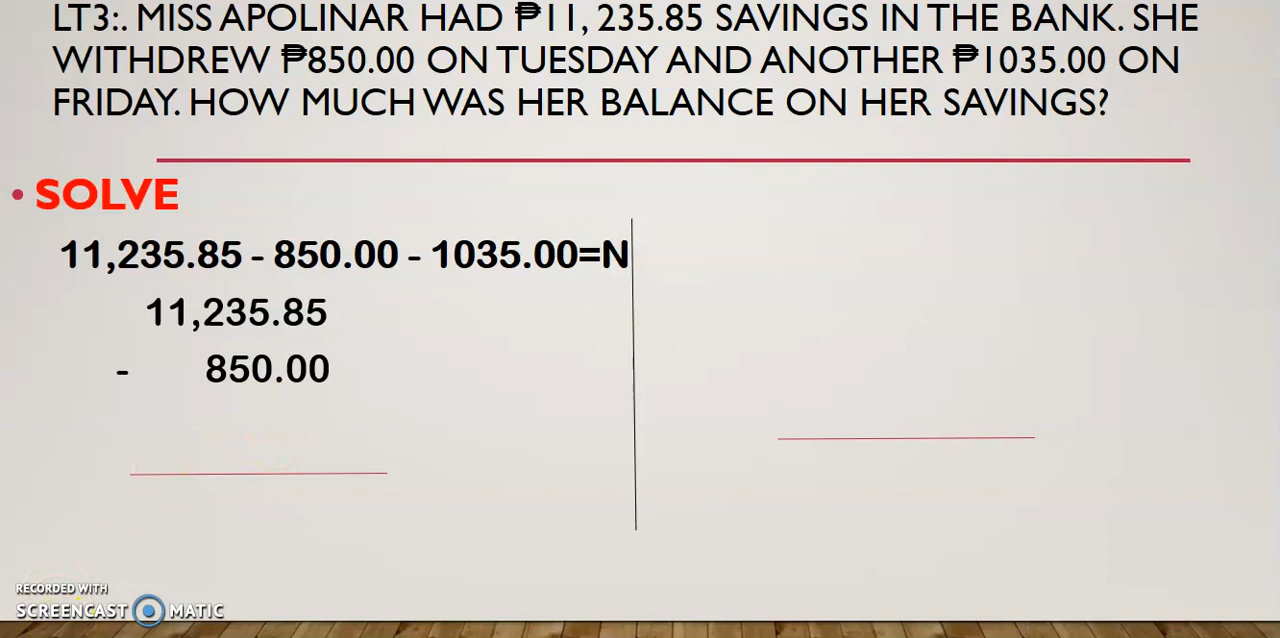 LT3:. MISS APOLINAR HAD ₱11, 235.85 SAVINGS IN THE BANK. SHE
WITHDREW ₱850.00 ON TUESDAY AND ANOTHER ₱1035.00 ON
FRIDAY. HOW MUCH WAS HER BALANCE ON HER SAVINGS?
• SOLVE
11,235.85 - 850.00 - 1035.00=N
11,235.85
- 850.00
RECORDED WITH
SCREENCAST MATIC